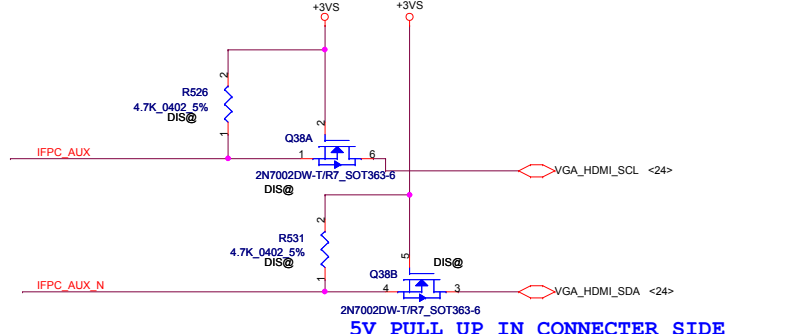 +3VS
+3VS
2
R526
4.7K_0402_5%
DIS@
1
2
Q38A
IFPC_AUX
1
6
2N7002DW-T/R7_SOT363-6
DIS@
VGA_HDMI_SCL <24>
2
R531
4.7K_0402_5%
DIS@
1
5
DIS@
Q38B
IFPC_AUX_N
4
3
VGA_HDMI_SDA <24>
2N7002DW-T/R7_SOT363-6
5V PULL UP IN CONNECTER SIDE